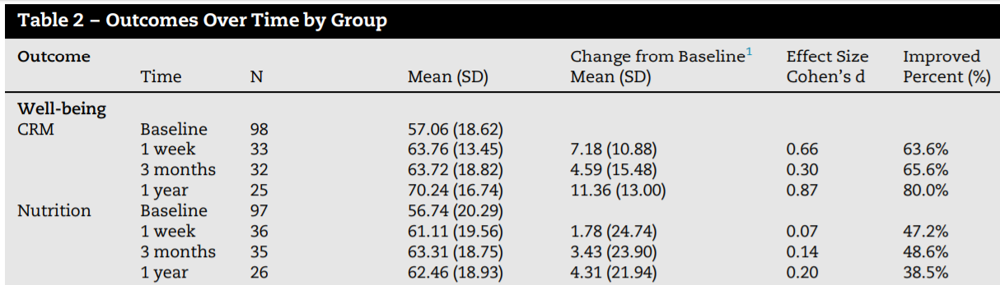 Table 2 – Outcomes Over Time by Group
Outcome Change from Baseline1 Effect Size Improved
Time N Mean (SD) Mean (SD) Cohen's d Percent (%)
Well-being
CRM Baseline 98 57.06 (18.62)
1 week 33 63.76 (13.45) 7.18 (10.88) 0.66 63.6%
3 months 32 63.72 (18.82) 4.59 (15.48) 0.30 65.6%
1 year 25 70.24 (16.74) 11.36 (13.00) 0.87 80.0%
Nutrition Baseline 97 56.74 (20.29)
1 week 36 61.11 (19.56) 1.78 (24.74) 0.07 47.2%
3 months 35 63.31 (18.75) 3.43 (23.90) 0.14 48.6%
1 year 26 62.46 (18.93) 4.31 (21.94) 0.20 38.5%